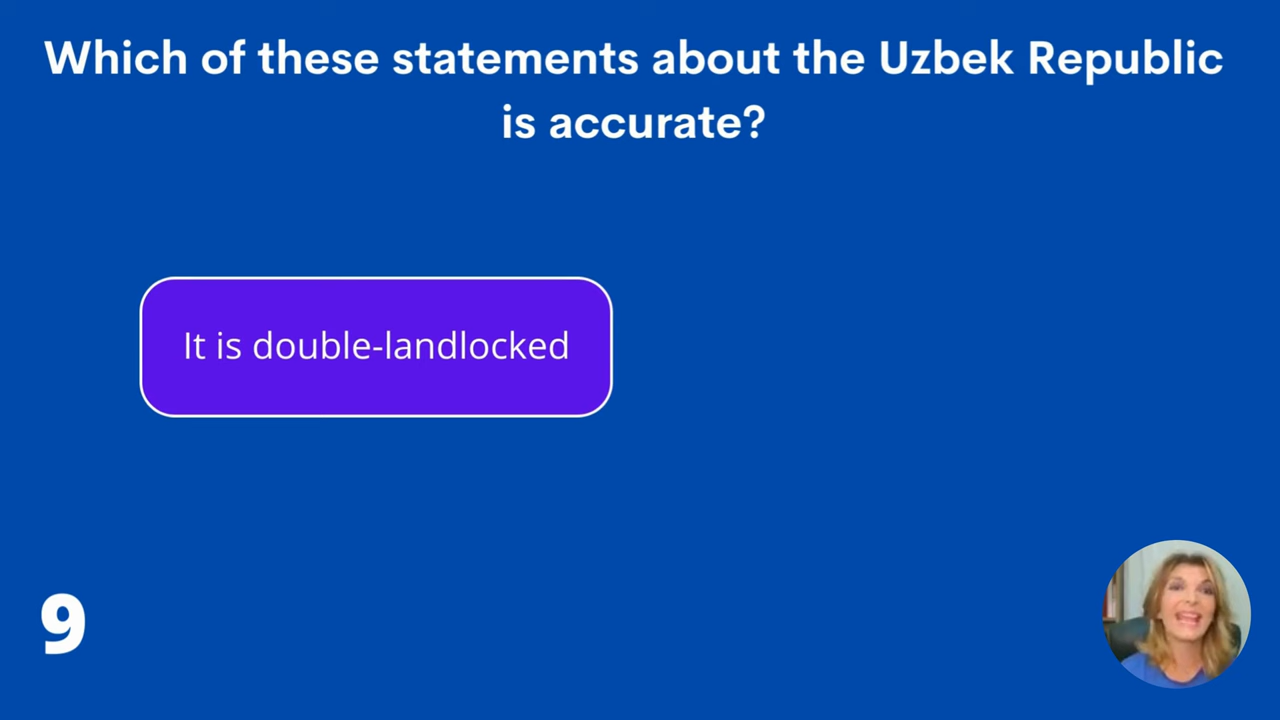 Which of these statements about the Uzbek Republic
is accurate?
It is double-landlocked
9